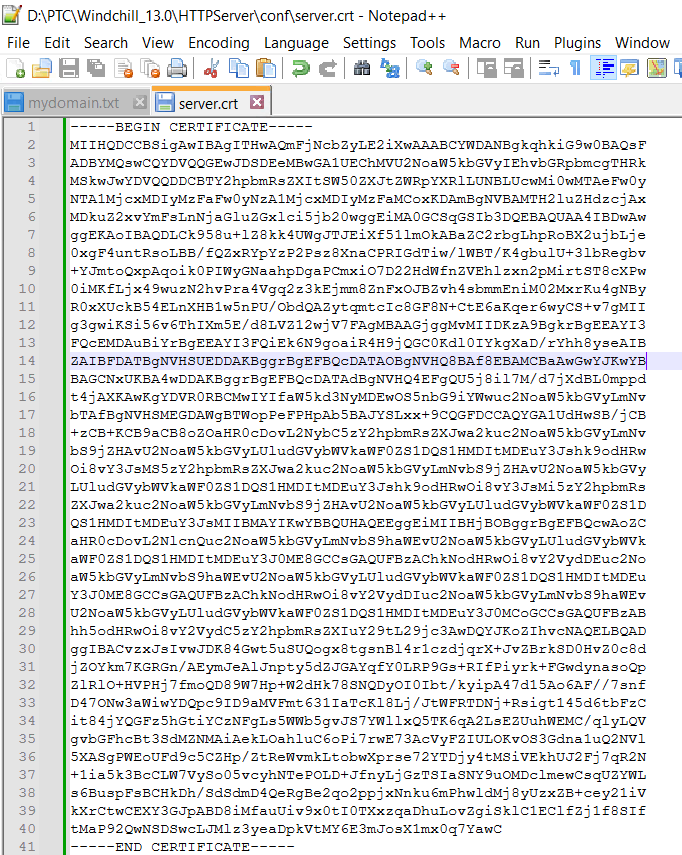 D:\PTC\Windchill_13.0\HTTPServer\conf\server.crt - Notepad++
File Edit Search View Encoding Language Settings Tools Macro Run Plugins Window
mydomain.txt server.crt
1 -----BEGIN CERTIFICATE-----
2 MIIHQDCCBSigAwIBAgITHwAQmFjNcbZyLE2iXwAAABCYWDANBgkqhkiG9w0BAQsF
3 ADBYMQswCQYDVQQGEwJDSDEeMBwGA1UEChMVU2NoaW5kbGVyIEhvbGRpbmcgTHRk
4 MSkwJwYDVQQDDCBTY2hpbmRsZXItSW50ZXJtZWRpYXRlLUNBLUcwMi0wMTAeFw0y
5 NTA1MjcxMDIyMzFaFw0yNzA1MjcxMDIyMzFaMCoxKDAmBgNVBAMTH2luZHdzcjAx
6 MDkuZ2xvYmFsLnNjaGluZGxlci5jb20wggEiMA0GCSqGSIb3DQEBAQUAA4IBDwAw
7 ggEKAoIBAQDLCk958u+lZ8kk4UWgJTJEiXf51lmOkABaZC2rbgLhpRoBX2ujbLje
8 0xgF4untRsoLBB/fQZxRYpYzP2Psz8XnaCPRIGdTiw/lWBT/K4gbulU+3lbRegbv
9 +YJmtoQxpAqoik0PIWyGNaahpDgaPCmxiO7D22HdWfnZVEhlzxn2pMirtST8cXPw
10 0iMKfLjx49wuzN2hvPra4Vgq2z3kEjmm8ZnFxOJBZvh4sbmmEniM02MxrKu4gNBy
11 R0xXUckB54ELnXHB1w5nPU/ObdQAZytqmtcIc8GF8N+CtE6aKqer6wyCS+v7gMII
12 g3gwiKSi56v6ThIXm5E/d8LVZ12wjV7FAgMBAAGjggMvMIIDKzA9BgkrBgEEAYI3
13 FQcEMDAuBiYrBgEEAYI3FQiEk6N9goaiR4H9jQGC0Kdl0IYkgXaD/rYhh8yseAIB
14 ZAIBFDATBgNVHSUEDDAKBggrBgEFBQcDATAOBgNVHQ8BAf8EBAMCBaAwGwYJKwYB
15 BAGCNxUKBA4wDDAKBggrBgEFBQcDATAdBgNVHQ4EFgQU5j8il7M/d7jXdBL0mppd
16 t4jAXKAwKgYDVR0RBCMwIYIfaW5kd3NyMDEwOS5nbG9iYWwuc2NoaW5kbGVyLmNv
17 bTAfBgNVHSMEGDAWgBTWopPeFPHpAb5BAJYSLxx+9CQGFDCCAQYGA1UdHwSB/jCB
18 +zCB+KCB9aCB8oZOaHR0cDovL2NybC5zY2hpbmRsZXJwa2kuc2NoaW5kbGVyLmNv
19 bS9jZHAvU2NoaW5kbGVyLUludGVybWVkaWF0ZS1DQS1HMDItMDEuY3Jshk9odHRw
20 Oi8vY3JsMS5zY2hpbmRsZXJwa2kuc2NoaW5kbGVyLmNvbS9jZHAvU2NoaW5kbGVy
21 LUludGVybWVkaWF0ZS1DQS1HMDItMDEuY3Jshk9odHRwOi8vY3JsMi5zY2hpbmRs
22 ZXJwa2kuc2NoaW5kbGVyLmNvbS9jZHAvU2NoaW5kbGVyLUludGVybWVkaWF0ZS1D
23 QS1HMDItMDEuY3JsMIIBMAYIKwYBBQUHAQEEggEiMIIBHjBOBggrBgEFBQcwAoZC
24 aHR0cDovL2NlcnQuc2NoaW5kbGVyLmNvbS9haWEvU2NoaW5kbGVyLUludGVybWVk
25 aWF0ZS1DQS1HMDItMDEuY3J0ME8GCCsGAQUFBzAChkNodHRwOi8vY2VydDEuc2No
26 aW5kbGVyLmNvbS9haWEvU2NoaW5kbGVyLUludGVybWVkaWF0ZS1DQS1HMDItMDEu
27 Y3J0ME8GCCsGAQUFBzAChkNodHRwOi8vY2VydDIuc2NoaW5kbGVyLmNvbS9haWEv
28 U2NoaW5kbGVyLUludGVybWVkaWF0ZS1DQS1HMDItMDEuY3J0MCoGCCsGAQUFBzAB
29 hh5odHRwOi8vY2VydC5zY2hpbmRsZXIuY29tL29jc3AwDQYJKoZIhvcNAQELBQAD
30 ggIBACvzxJsIvwJDK84Gwt5uSUQogx8tgsnBl4r1czdjqrX+JvZBrkSD0HvZ0c8d
31 jZOYkm7KGRGn/AEymJeAlJnpty5dZJGAYqfY0LRP9Gs+RIfPiyrk+FGwdynasoQp
32 ZlRlO+HVPHj7fmoQD89W7Hp+W2dHk78SNQDyOI0Ibt/kyipA47d15Ao6AF//7snf
33 D47ONw3aWiwYDQpc9ID9aMVFmt631IaTcKl8Lj/JtWFRTDNj+Rsigt145d6tbFzC
34 it84jYQGFz5hGtiYCzNFgLs5WWb5gvJS7YWllxQ5TK6qA2LsEZUuhWEMC/qlyLQV
35 gvbGFhcBt3SdMZNMAiAekLOahluC6oPi7rwE73AcVyFZIULOKvOS3Gdna1uQ2NVl
36 5XASgPWEoUFd9c5CZHp/ZtReWvmkLtobwXprse72YTDjy4tMSiVEkhUJ2Fj7qR2N
37 +1ia5k3BcCLW7VySo05vcyhNTePOLD+JfnyLjGzTSIaSNY9uOMDclmewCsqUZYWL
38 s6BuspFsBCHkDh/SdSdmD4QeRgBe2qo2ppjxNnku6mPhwldMj8yUzxZB+cey21iV
39 kXrCtwCEXY3GJpABD8iMfauUiv9x0tI0TXxzqaDhuLovZgiSklC1EClfZj1f8SIf
40 tMaP92QwNSDSwcLJMlz3yeaDpkVtMY6E3mJosX1mx0q7YawC
41 -----END CERTIFICATE-----